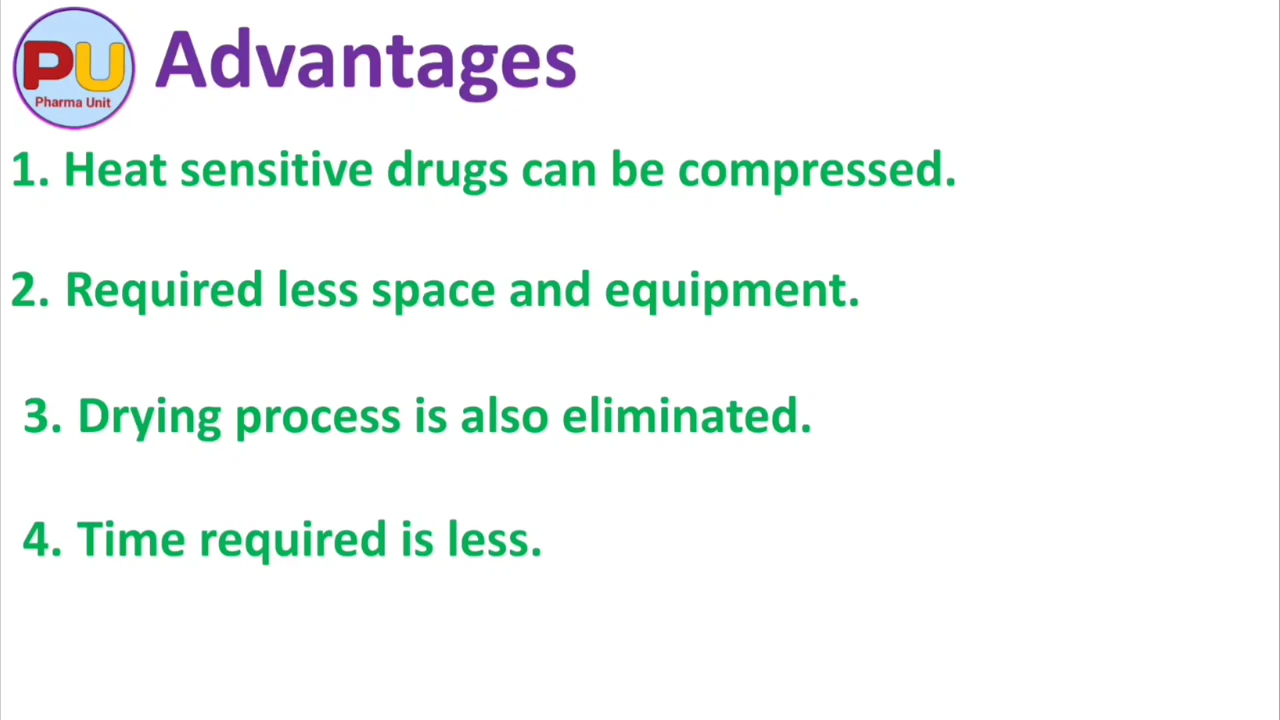 PU
Pharma Unit
Advantages
1. Heat sensitive drugs can be compressed.
2. Required less space and equipment.
3. Drying process is also eliminated.
4. Time required is less.